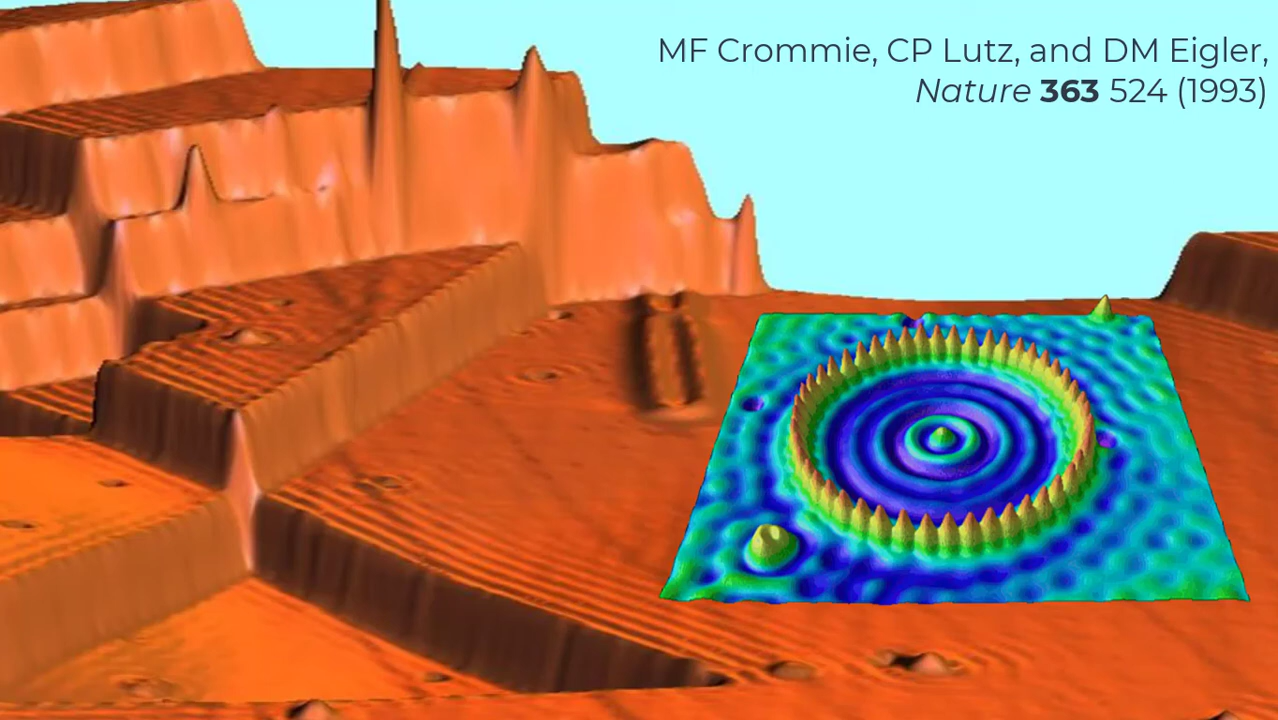 MF Crommie, CP Lutz, and DM Eigler,
Nature 363 524 (1993)